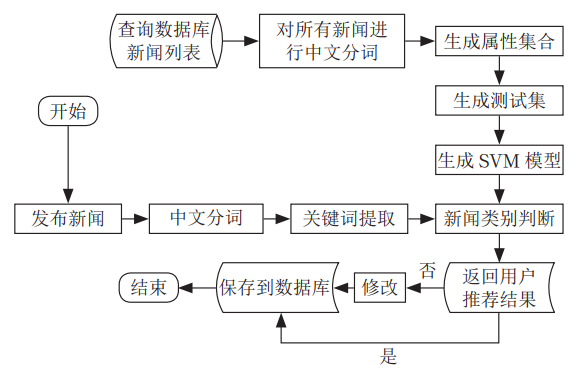 查询数据库
新闻列表
对所有新闻进
行中文分词
生成属性集合
生成测试集
开始
生成 SVM 模型
发布新闻
中文分词
关键词提取
新闻类别判断
结束
保存到数据库
修改
否
返回用户
推荐结果
是